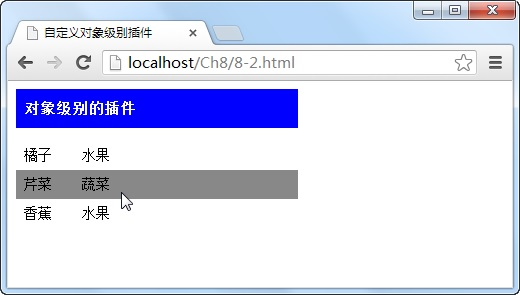 自定义对象级别插件
localhost/Ch8/8-2.html
对象级别的插件
橘子 水果
芹菜 蔬菜
香蕉 水果